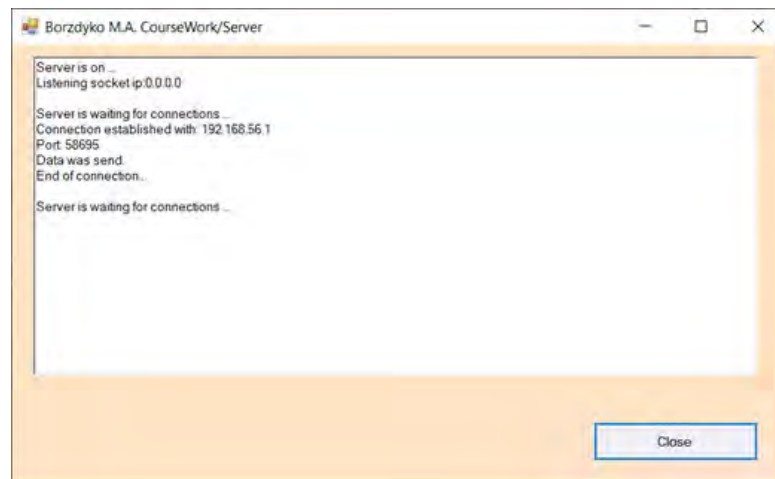 Borzdyko M.A. CourseWork/Server
Server is on ...
Listening socket ip:0.0.0.0
Server is waiting for connections ...
Connection established with: 192.168.56.1
Port: 58695
Data was send.
End of connection...
Server is waiting for connections ...
Close